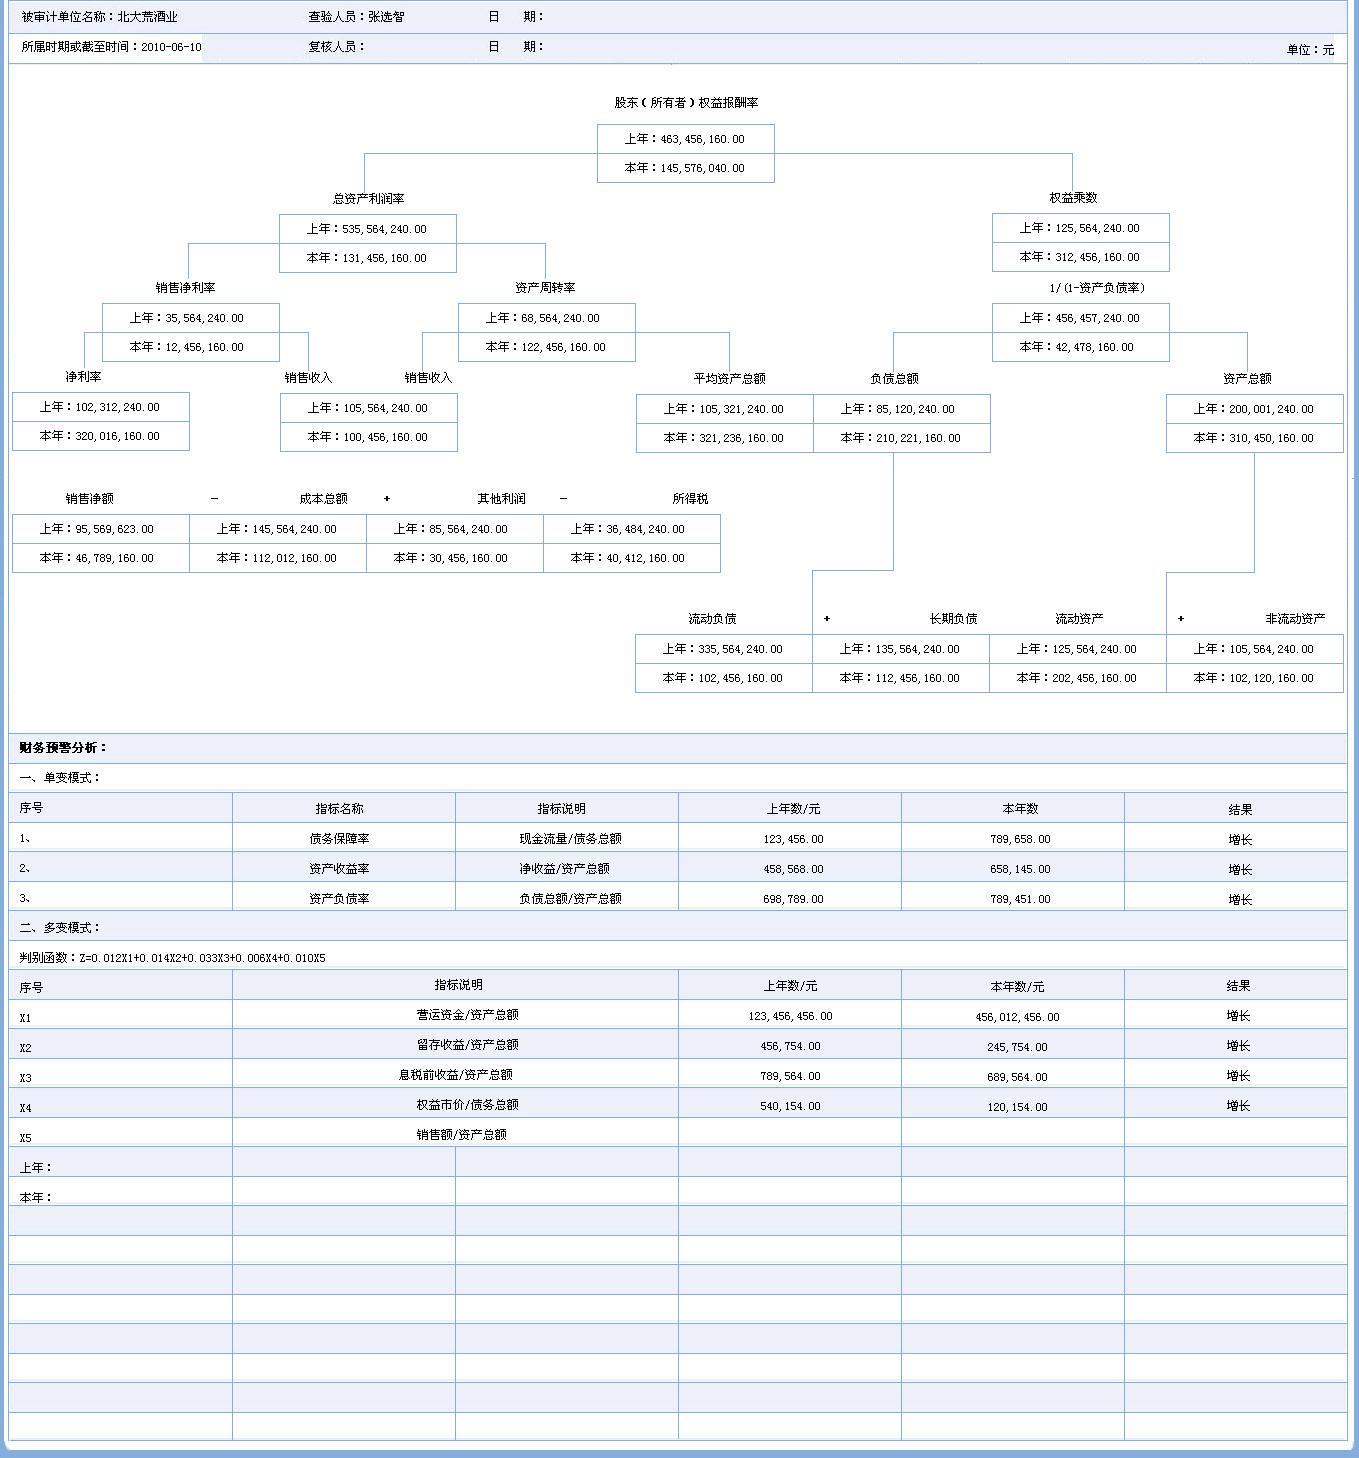 被审计单位名称：北大荒酒业 查验人员：张选智 日 期：
所属时期或截至时间：2010-06-10 复核人员： 日 期： 单位：元
股东（所有者）权益报酬率
上年：463,456,160.00
本年：145,576,040.00
总资产利润率 权益乘数
上年：535,564,240.00 上年：125,564,240.00
本年：131,456,160.00 本年：312,456,160.00
销售净利率 资产周转率 1/(1-资产负债率)
上年：35,564,240.00 上年：68,564,240.00 上年：456,457,240.00
本年：12,456,160.00 本年：122,456,160.00 本年：42,478,160.00
净利率 销售收入 销售收入 平均资产总额 负债总额 资产总额
上年：102,312,240.00 上年：105,564,240.00 上年：105,321,240.00 上年：85,120,240.00 上年：200,001,240.00
本年：320,016,160.00 本年：100,456,160.00 本年：321,236,160.00 本年：210,221,160.00 本年：310,450,160.00
销售净额 － 成本总额 + 其他利润 － 所得税
上年：95,569,623.00 上年：145,564,240.00 上年：85,564,240.00 上年：36,484,240.00
本年：46,789,160.00 本年：112,012,160.00 本年：30,456,160.00 本年：40,412,160.00
流动负债 + 长期负债 流动资产 + 非流动资产
上年：335,564,240.00 上年：135,564,240.00 上年：125,564,240.00 上年：105,564,240.00
本年：102,456,160.00 本年：112,456,160.00 本年：202,456,160.00 本年：102,120,160.00
财务预警分析：
一、单变模式：
序号 指标名称 指标说明 上年数/元 本年数 结果
1、 债务保障率 现金流量/债务总额 123,456.00 789,658.00 增长
2、 资产收益率 净收益/资产总额 458,568.00 658,145.00 增长
3、 资产负债率 负债总额/资产总额 698,789.00 789,451.00 增长
二、多变模式：
判别函数：Z=0.012X1+0.014X2+0.033X3+0.006X4+0.010X5
序号 指标说明 上年数/元 本年数/元 结果
X1 营运资金/资产总额 123,456,456.00 456,012,456.00 增长
X2 留存收益/资产总额 456,754.00 245,754.00 增长
X3 息税前收益/资产总额 789,564.00 689,564.00 增长
X4 权益市价/债务总额 540,154.00 120,154.00 增长
X5 销售额/资产总额
上年：
本年：